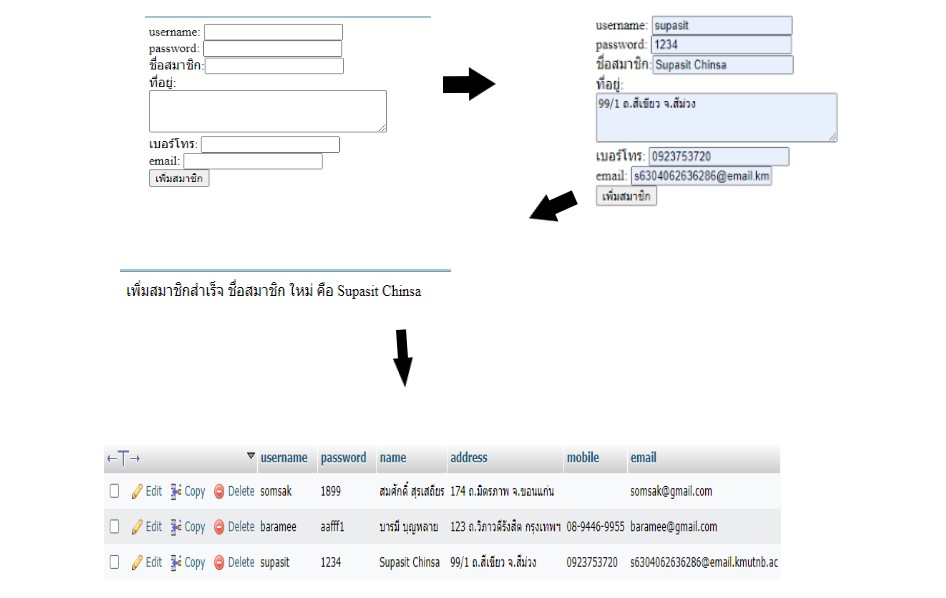 username:
password:
ชื่อสมาชิก:
ที่อยู่:
เบอร์โทร:
email:
เพิ่มสมาชิก
username: supasit
password: 1234
ชื่อสมาชิก: Supasit Chinsa
ที่อยู่:
99/1 ถ.สีเขียว จ.สีม่วง
เบอร์โทร: 0923753720
email: s6304062636286@email.km
เพิ่มสมาชิก
เพิ่มสมาชิกสำเร็จ ชื่อสมาชิก ใหม่ คือ Supasit Chinsa
username password name address mobile email
Edit Copy Delete somsak 1899 สมศักดิ์ สุรเสถียร 174 ถ.มิตรภาพ จ.ขอนแก่น somsak@gmail.com
Edit Copy Delete baramee aafff1 บารมี บุญหลาย 123 ถ.วิภาวดีรังสิต กรุงเทพฯ 08-9446-9955 baramee@gmail.com
Edit Copy Delete supasit 1234 Supasit Chinsa 99/1 ถ.สีเขียว จ.สีม่วง 0923753720 s6304062636286@email.kmutnb.ac